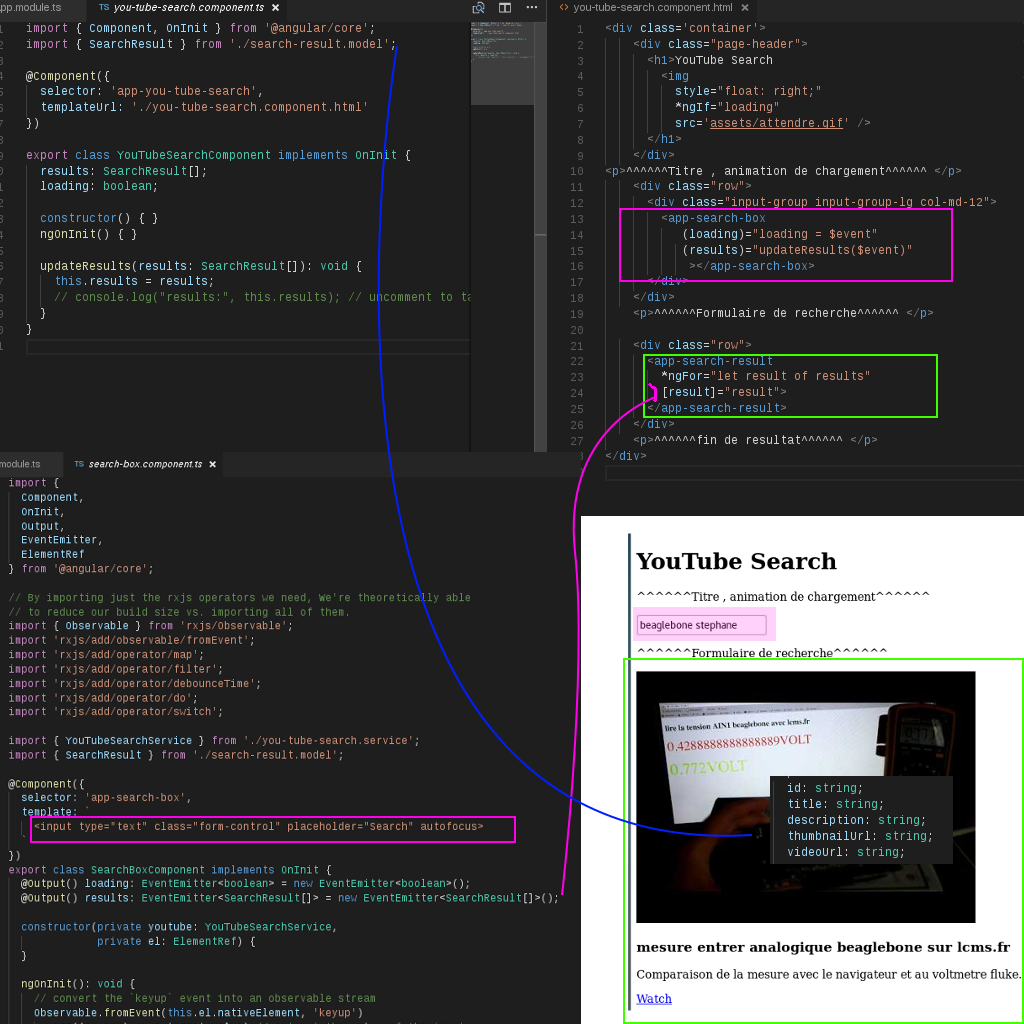 pp.module.ts
TS you-tube-search.component.ts ×
import { Component, OnInit } from '@angular/core';
import { SearchResult } from './search-result.model';
@Component({
selector: 'app-you-tube-search',
templateUrl: './you-tube-search.component.html'
})
export class YouTubeSearchComponent implements OnInit {
results: SearchResult[];
loading: boolean;
constructor() { }
ngOnInit() { }
updateResults(results: SearchResult[]): void {
this.results = results;
// console.log("results:", this.results); // uncomment to ta
}
}
<> you-tube-search.component.html ×
1 <div class='container'>
2 <div class="page-header">
3 <h1>YouTube Search
4 <img
5 style="float: right;"
6 *ngIf="loading"
7 src='assets/attendre.gif' />
8 </h1>
9 </div>
10 <p>^^^^^^Titre , animation de chargement^^^^^^ </p>
11 <div class="row">
12 <div class="input-group input-group-lg col-md-12">
13 <app-search-box
14 (loading)="loading = $event"
15 (results)="updateResults($event)"
16 ></app-search-box>
17 </div>
18 </div>
19 <p>^^^^^^Formulaire de recherche^^^^^^ </p>
20
21 <div class="row">
22 <app-search-result
23 *ngFor="let result of results"
24 [result]="result">
25 </app-search-result>
26 </div>
27 <p>^^^^^^fin de resultat^^^^^^ </p>
</div>
module.ts
TS search-box.component.ts ×
import {
Component,
OnInit,
Output,
EventEmitter,
ElementRef
} from '@angular/core';
// By importing just the rxjs operators we need, We're theoretically able
// to reduce our build size vs. importing all of them.
import { Observable } from 'rxjs/Observable';
import 'rxjs/add/observable/fromEvent';
import 'rxjs/add/operator/map';
import 'rxjs/add/operator/filter';
import 'rxjs/add/operator/debounceTime';
import 'rxjs/add/operator/do';
import 'rxjs/add/operator/switch';
import { YouTubeSearchService } from './you-tube-search.service';
import { SearchResult } from './search-result.model';
@Component({
selector: 'app-search-box',
template: `
<input type="text" class="form-control" placeholder="Search" autofocus>
`
})
export class SearchBoxComponent implements OnInit {
@Output() loading: EventEmitter<boolean> = new EventEmitter<boolean>();
@Output() results: EventEmitter<SearchResult[]> = new EventEmitter<SearchResult[]>();
constructor(private youtube: YouTubeSearchService,
private el: ElementRef) {
}
ngOnInit(): void {
// convert the `keyup` event into an observable stream
Observable.fromEvent(this.el.nativeElement, 'keyup')
YouTube Search
^^^^^^Titre , animation de chargement^^^^^^
beaglebone stephane
^^^^^^Formulaire de recherche^^^^^^
lire la tension AIN1 beaglebone avec lcms.fr
0.4288888888888889VOLT
0.772VOLT
id: string;
title: string;
description: string;
thumbnailUrl: string;
videoUrl: string;
mesure entrer analogique beaglebone sur lcms.fr
Comparaison de la mesure avec le navigateur et au voltmetre fluke.
Watch